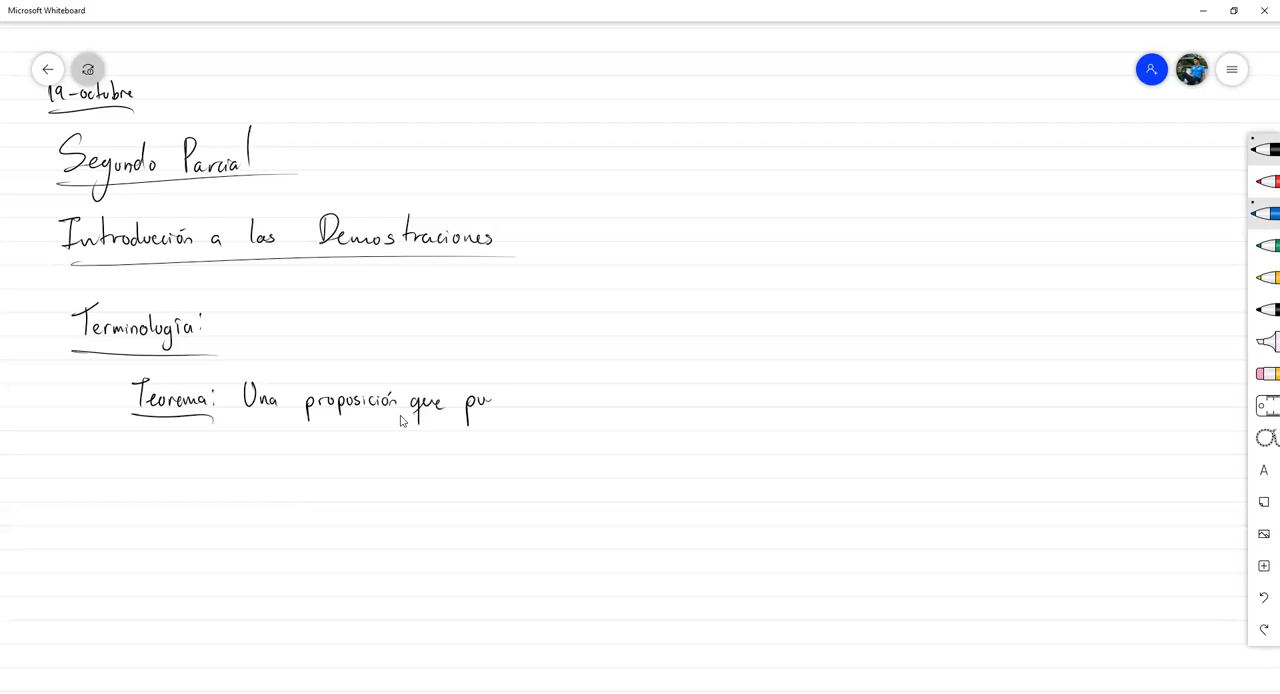 Microsoft Whiteboard
19-octubre
Segundo Parcial
Introducción a las Demostraciones
Terminología:
Teorema: Una proposición que pu
A